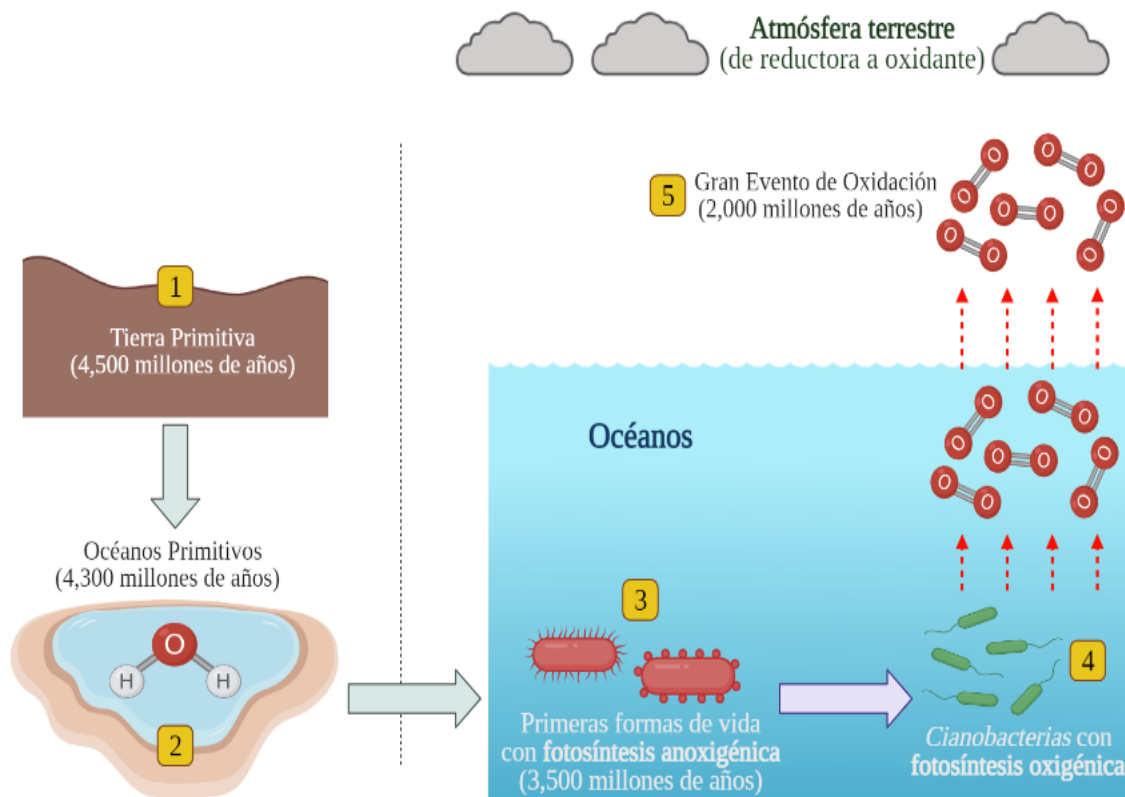 Atmósfera terrestre
(de reductora a oxidante)
5
Gran Evento de Oxidación
(2,000 millones de años)
O O
O O
O O
O O
O O
1
Tierra Primitiva
(4,500 millones de años)
Océanos Primitivos
(4,300 millones de años)
O
H H
2
Océanos
O O
O O
O O
O O
O O
3
Primeras formas de vida
con fotosíntesis anoxigénica
(3,500 millones de años)
4
Cianobacterias con
fotosíntesis oxigénica